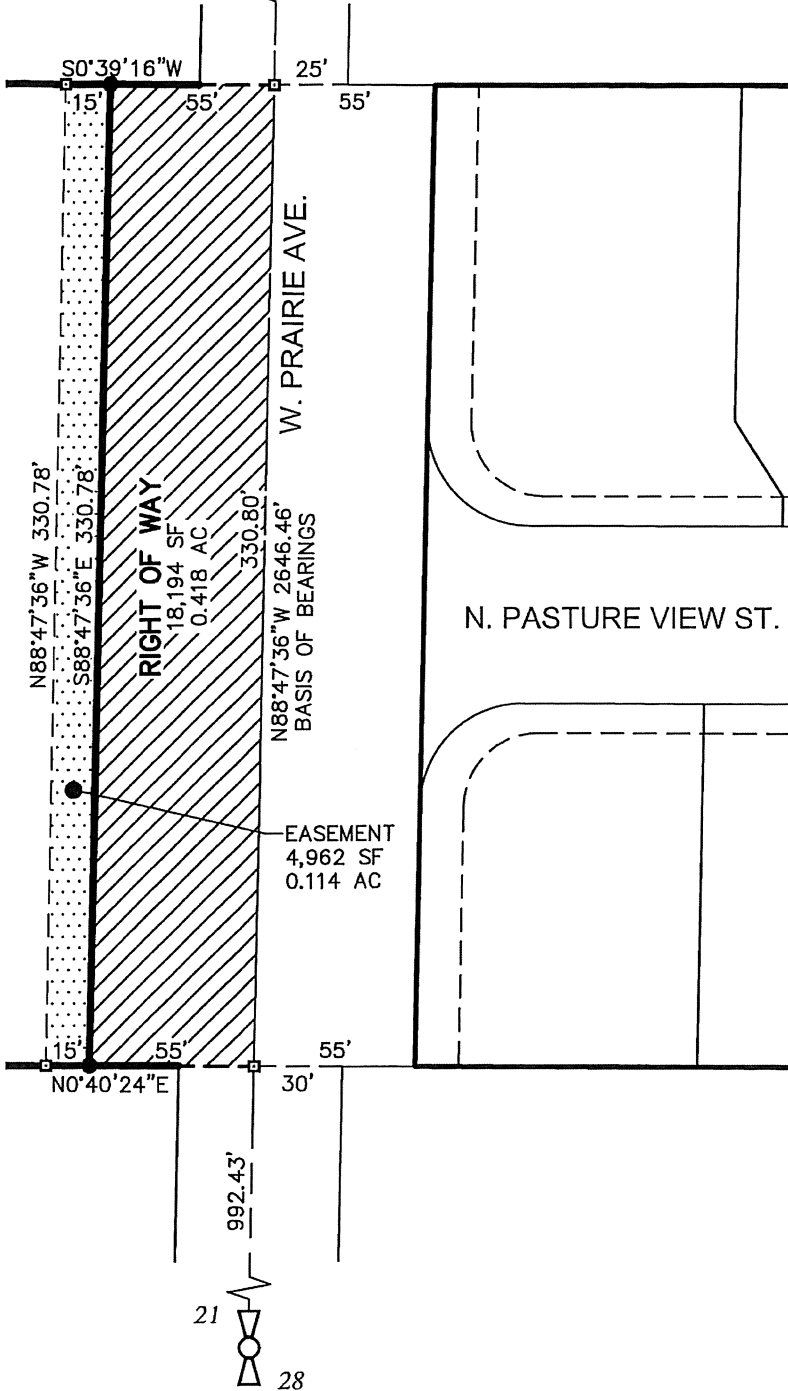 S0°39'16"W
25'
15'
55'
55'
W. PRAIRIE AVE.
N88°47'36"W 330.78'
S88°47'36"E 330.78'
RIGHT OF WAY
18,194 SF
0.418 AC
330.80'
N88°47'36"W 2646.46'
BASIS OF BEARINGS
N. PASTURE VIEW ST.
EASEMENT
4,962 SF
0.114 AC
15'
55'
55'
N0°40'24"E
30'
992.43'
21
28